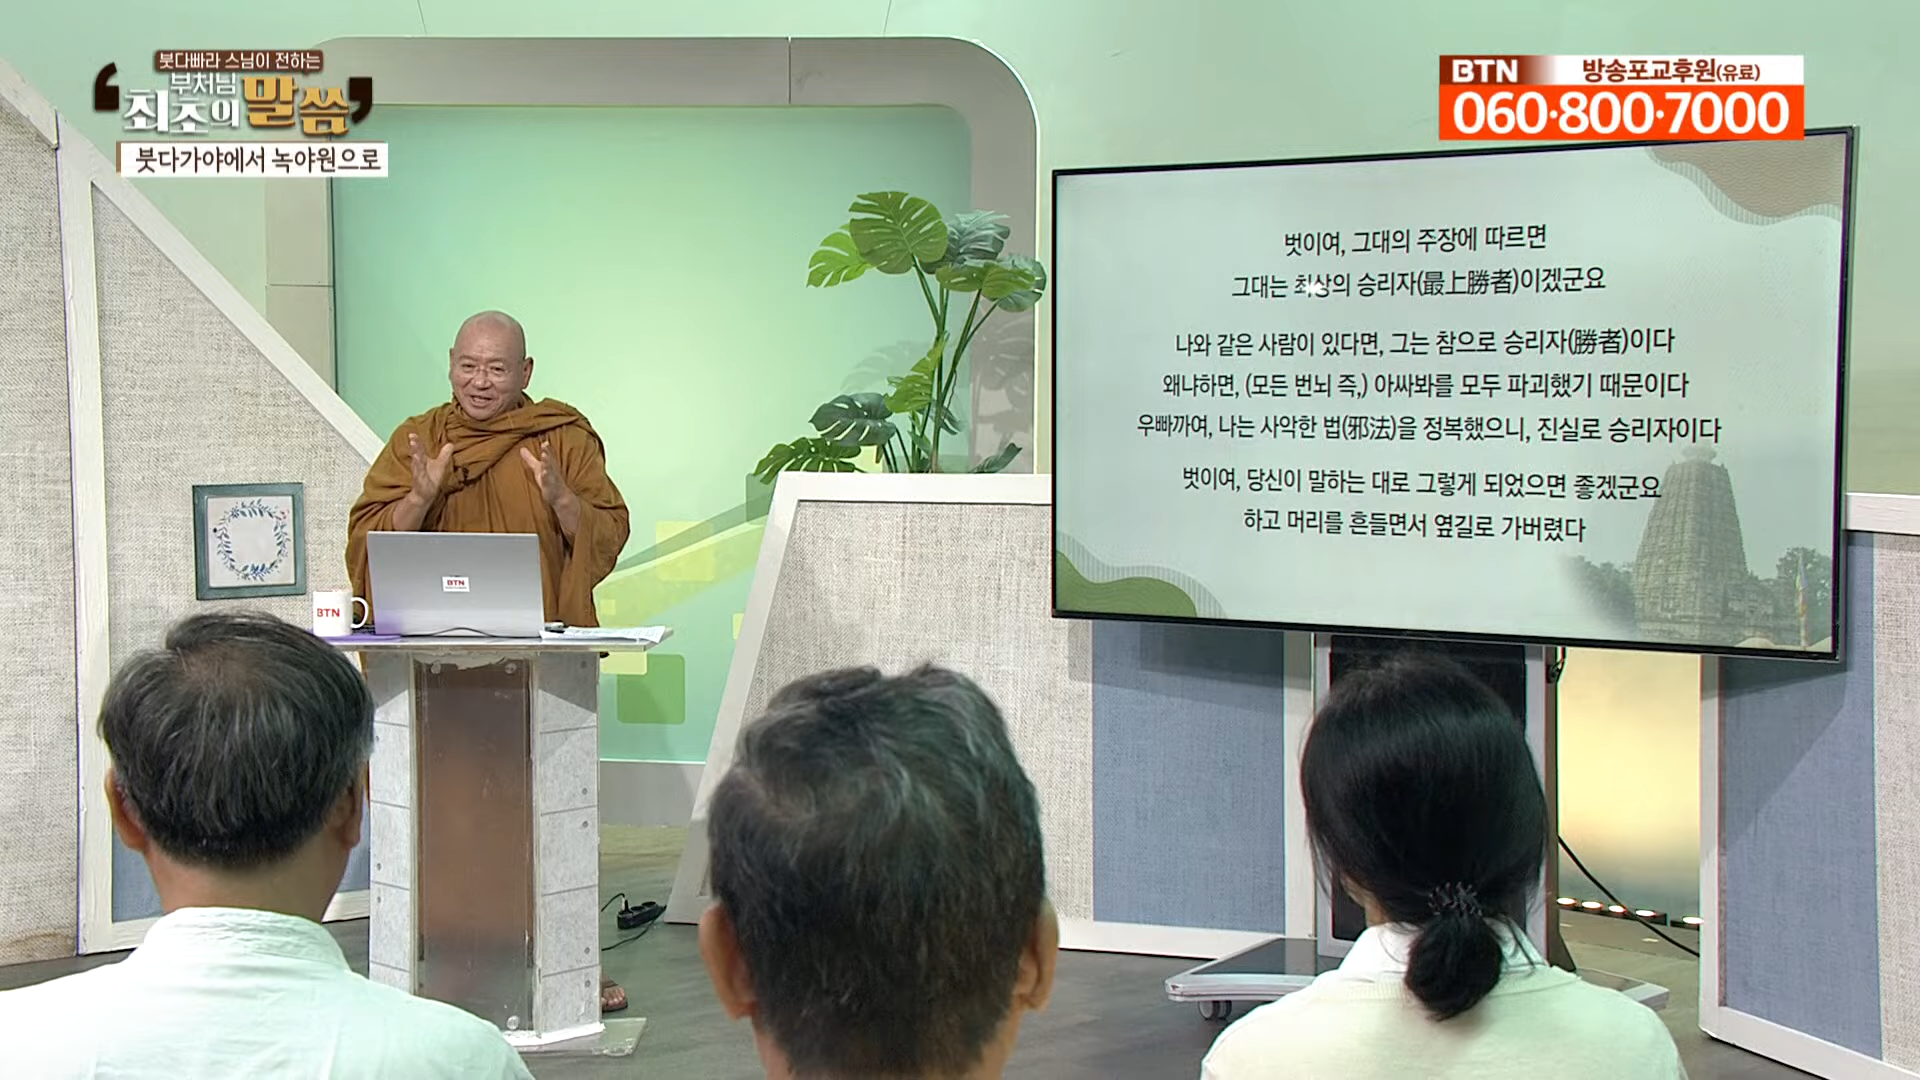 붓다빠라 스님이 전하는
부처님
최초의 말씀
붓다가야에서 녹야원으로
BTN 방송포교후원(유료)
060·800·7000
벗이여, 그대의 주장에 따르면
그대는 최상의 승리자(最上勝者)이겠군요
나와 같은 사람이 있다면, 그는 참으로 승리자(勝者)이다
왜냐하면, (모든 번뇌 즉,) 아싸봐를 모두 파괴했기 때문이다
우빠까여, 나는 사악한 법(邪法)을 정복했으니, 진실로 승리자이다
벗이여, 당신이 말하는 대로 그렇게 되었으면 좋겠군요
하고 머리를 흔들면서 옆길로 가버렸다
BTN
BTN